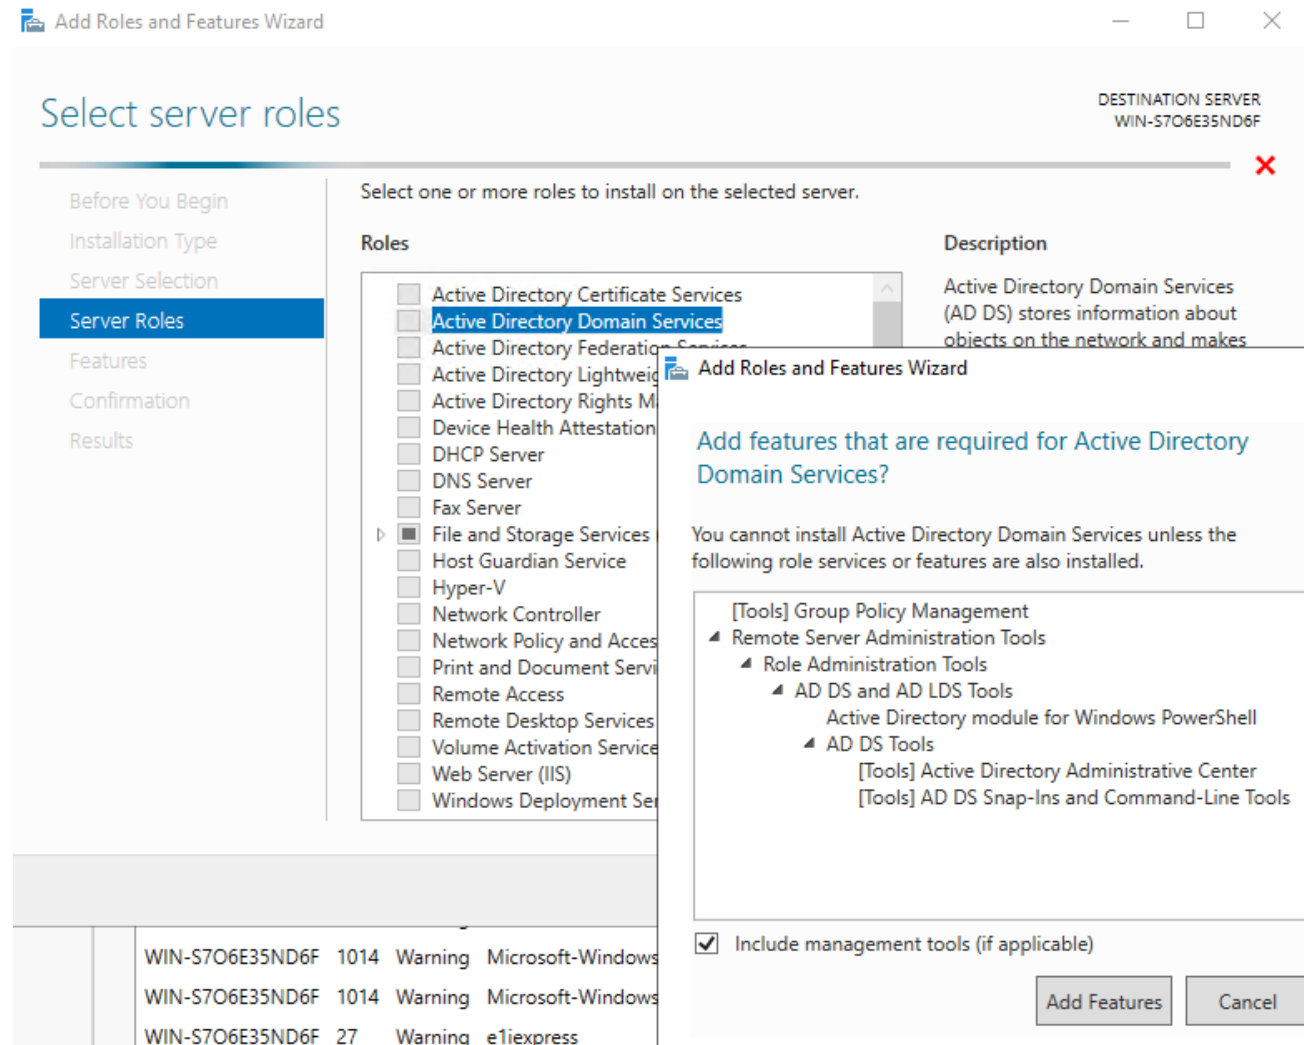 Add Roles and Features Wizard
Select server roles
DESTINATION SERVER
WIN-S7O6E35ND6F
Before You Begin
Installation Type
Server Selection
Server Roles
Features
Confirmation
Results
Select one or more roles to install on the selected server.
Roles
Active Directory Certificate Services
Active Directory Domain Services
Active Directory Federation Services
Active Directory
Active Directory Rights
Device Health Attestation
DHCP Server
DNS Server
Fax Server
File and Storage Services
Host Guardian Service
Hyper-V
Network Controller
Network Policy and
Print and Document
Remote Access
Remote Desktop Services
Volume Activation
Web Server (IIS)
Windows Deployment
Description
Active Directory Domain Services
(AD DS) stores information about
objects on the network and makes
Add Roles and Features Wizard
Add features that are required for Active Directory
Domain Services?
You cannot install Active Directory Domain Services unless the
following role services or features are also installed.
[Tools] Group Policy Management
Remote Server Administration Tools
Role Administration Tools
AD DS and AD LDS Tools
Active Directory module for Windows PowerShell
AD DS Tools
[Tools] Active Directory Administrative Center
[Tools] AD DS Snap-Ins and Command-Line Tools
Include management tools (if applicable)
Add Features
Cancel
WIN-S7O6E35ND6F 1014 Warning Microsoft-Windows
WIN-S7O6E35ND6F 1014 Warning Microsoft-Windows
WIN-S7O6E35ND6F 27 Warning e1iexpress